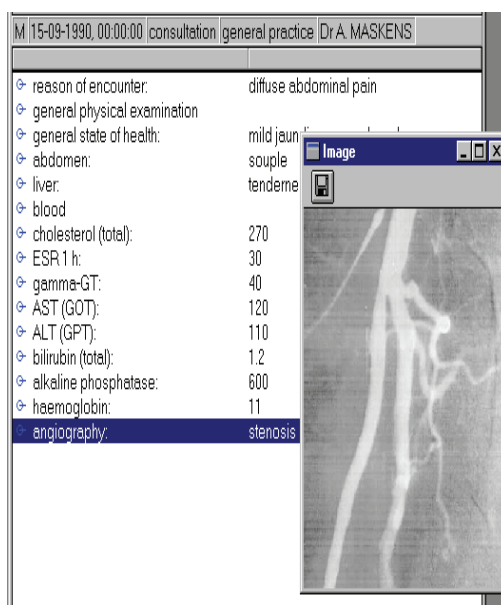 M 15-09-1990, 00:00:00 consultation general practice Dr A. MASKENS
reason of encounter: diffuse abdominal pain
general physical examination
general state of health: mild
abdomen: souple
liver:
blood
cholesterol (total): 270
ESR 1 h: 30
gamma-GT: 40
AST (GOT): 120
ALT (GPT): 110
bilirubin (total): 1.2
alkaline phosphatase: 600
haemoglobin: 11
angiography: stenosis
Image